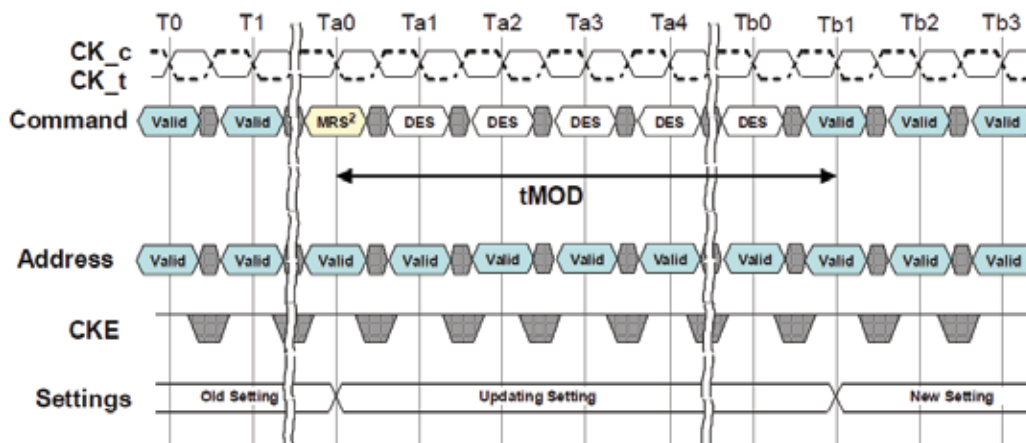 T0 T1 Ta0 Ta1 Ta2 Ta3 Ta4 Tb0 Tb1 Tb2 Tb3
CK_c
CK_t
Command Valid Valid MRS2 DES DES DES DES DES Valid Valid Valid
tMOD
Address Valid Valid Valid Valid Valid Valid Valid Valid Valid Valid Valid
CKE
Settings Old Setting Updating Setting New Setting